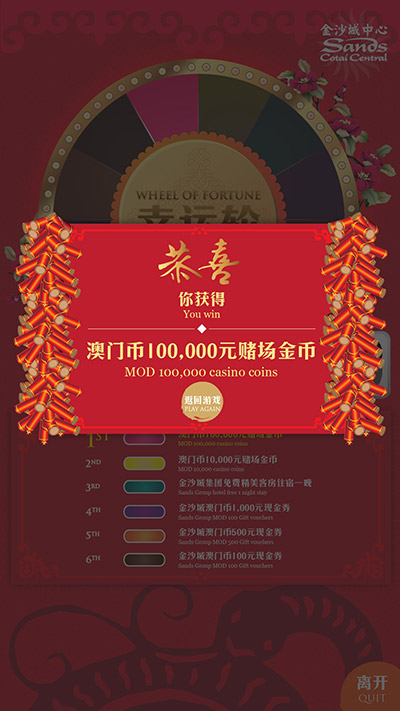 金沙城中心
Sands
Cotai Central
WHEEL OF FORTUNE
幸运轮
恭喜
你获得
You win
澳门币100,000元赌场金币
MOD 100,000 casino coins
返回游戏
PLAY AGAIN
1ST
澳门币100,000元赌场金币
MOD 100,000 casino coins
2ND
澳门币10,000元赌场金币
MOD 10,000 casino coins
3RD
金沙城集团免费精美客房住宿一晚
Sands Group hotel free 1 night stay
4TH
金沙城澳门币1,000元现金券
Sands Group MOD 1,000 Gift vouchers
5TH
金沙城澳门币500元现金券
Sands Group MOD 500 Gift vouchers
6TH
金沙城澳门币100元现金券
Sands Group MOD 100 Gift vouchers
离开
QUIT